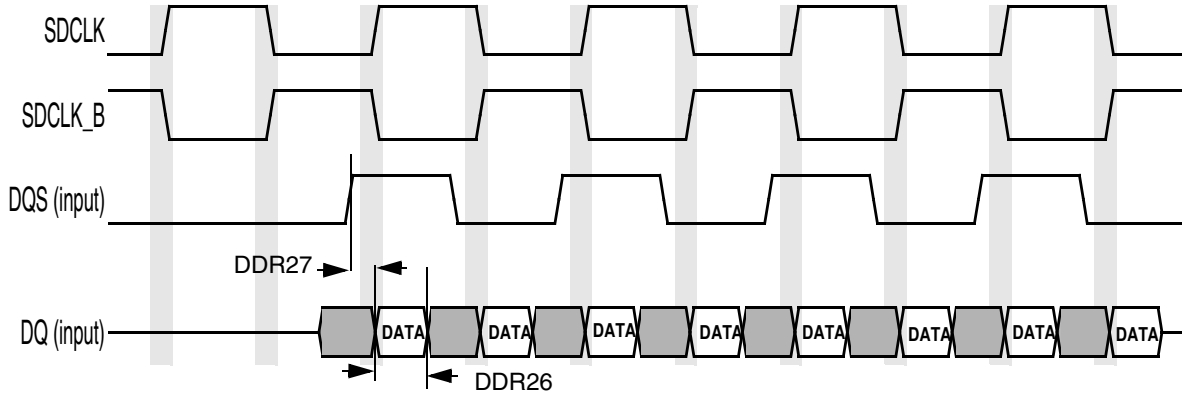 SDCLK
SDCLK_B
DQS (input)
DDR27
DQ (input)
DATA DATA DATA DATA DATA DATA DATA DATA
DDR26